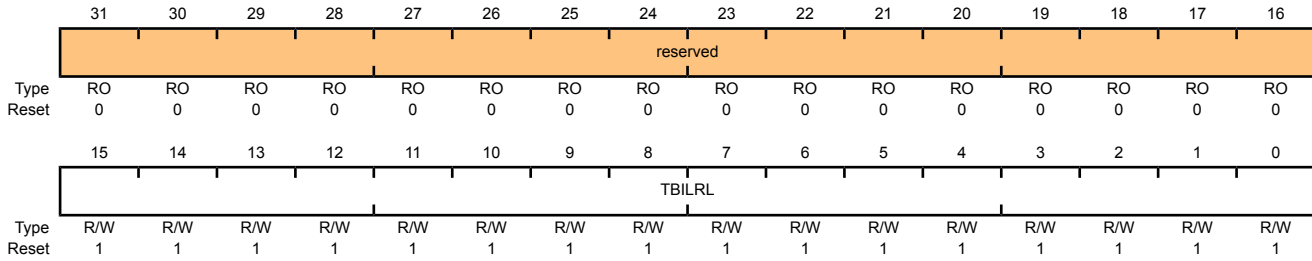 31 30 29 28 27 26 25 24 23 22 21 20 19 18 17 16
reserved
Type RO RO RO RO RO RO RO RO RO RO RO RO RO RO RO RO
Reset 0 0 0 0 0 0 0 0 0 0 0 0 0 0 0 0
15 14 13 12 11 10 9 8 7 6 5 4 3 2 1 0
TBILRL
Type R/W R/W R/W R/W R/W R/W R/W R/W R/W R/W R/W R/W R/W R/W R/W R/W
Reset 1 1 1 1 1 1 1 1 1 1 1 1 1 1 1 1